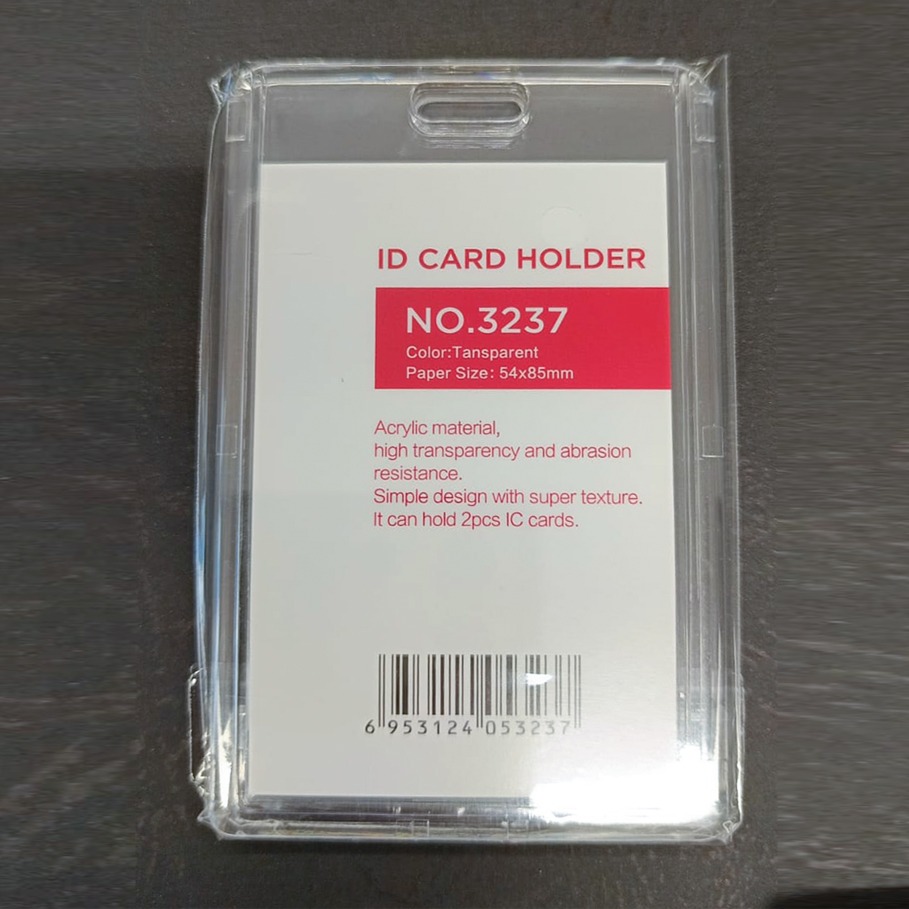 ID CARD HOLDER
NO.3237
Color:Tansparent
Paper Size: 54x85mm
Acrylic material,
high transparency and abrasion
resistance.
Simple design with super texture.
It can hold 2pcs IC cards.
6 953124 053237